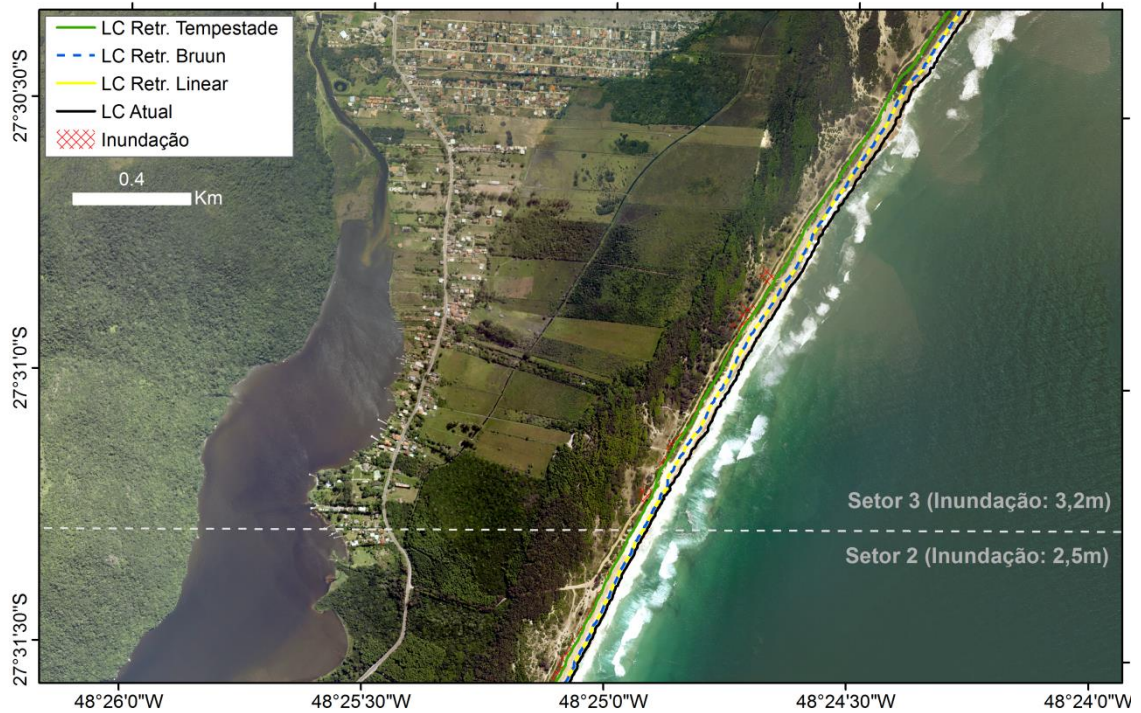 LC Retr. Tempestade
LC Retr. Bruun
LC Retr. Linear
LC Atual
Inundação
0.4
Km
27°30'30"S
27°31'0"S
27°31'30"S
Setor 3 (Inundação: 3,2m)
Setor 2 (Inundação: 2,5m)
48°26'0"W
48°25'30"W
48°25'0"W
48°24'30"W
48°24'0"W